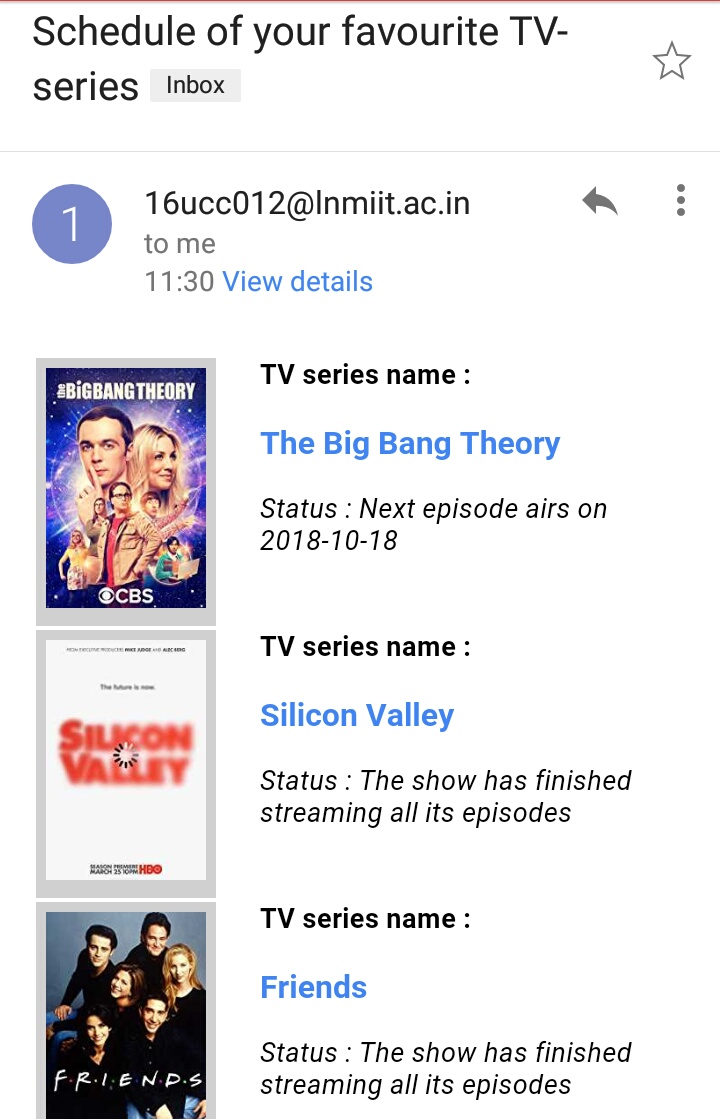 Schedule of your favourite TV-
series Inbox
1
16ucc012@lnmiit.ac.in
to me
11:30 View details
the BiGBANG THEORY
CBS
TV series name :
The Big Bang Theory
Status : Next episode airs on
2018-10-18
FROM EXECUTIVE PRODUCERS MIKE JUDGE AND ALEC BERG
The future is now.
SILICON
VALLEY
SEASON PREMIERE
MARCH 25 10PM HBO
TV series name :
Silicon Valley
Status : The show has finished
streaming all its episodes
F·R·I·E·N·D·S
TV series name :
Friends
Status : The show has finished
streaming all its episodes